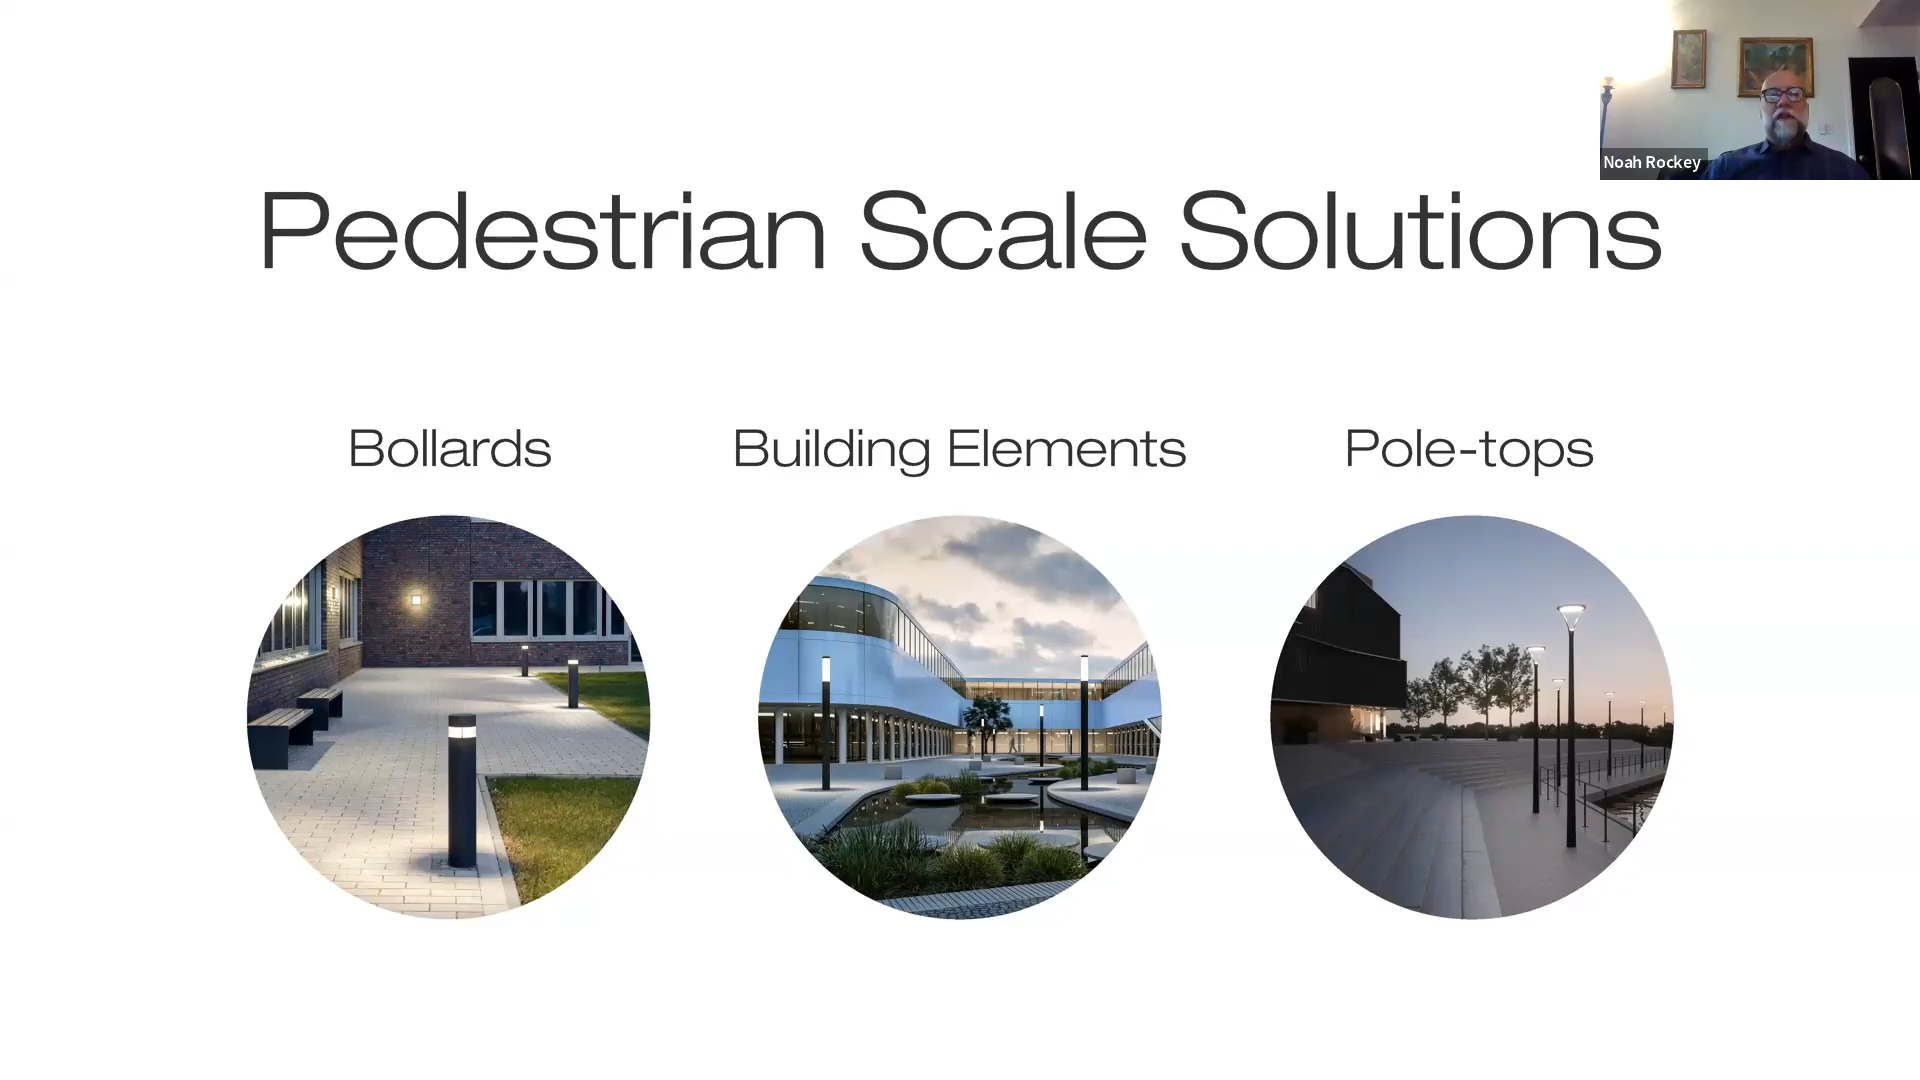 Noah Rockey
Pedestrian Scale Solutions
Bollards
Building Elements
Pole-tops